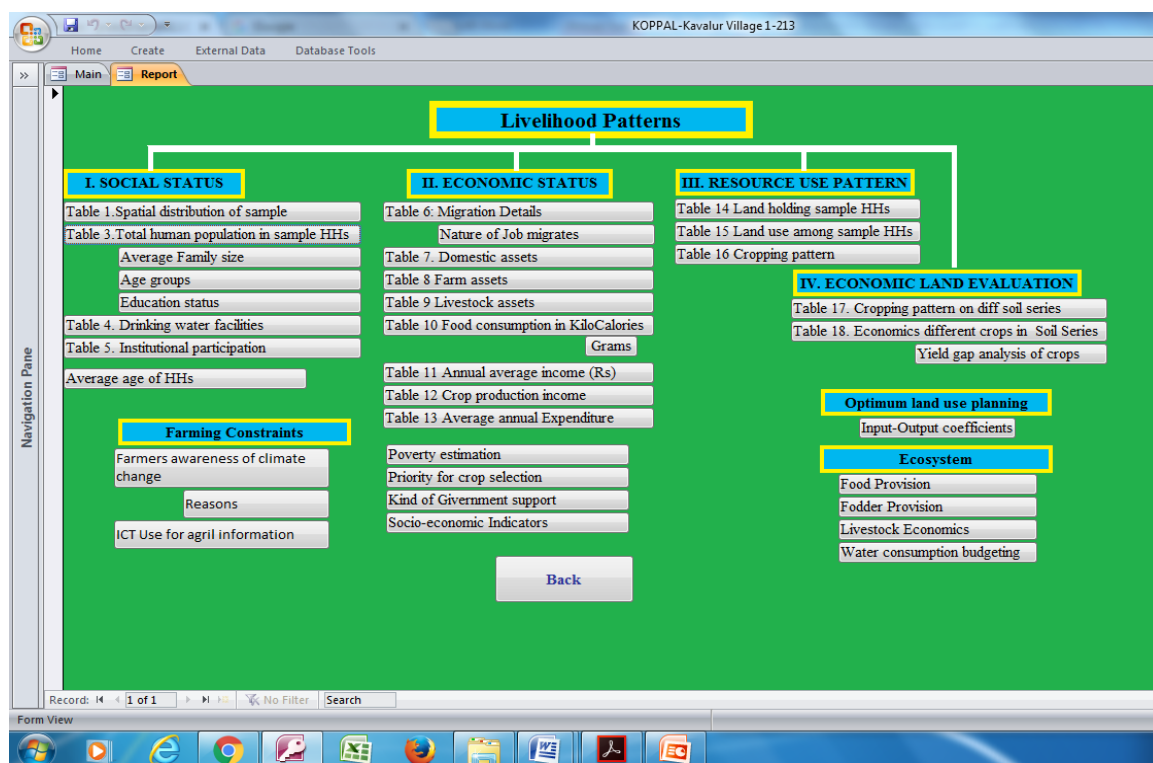 KOPPAL-Kavalur Village 1-213
Home Create External Data Database Tools
Main Report
Navigation Pane
Livelihood Patterns
I. SOCIAL STATUS
Table 1.Spatial distribution of sample
Table 3.Total human population in sample HHs
Average Family size
Age groups
Education status
Table 4. Drinking water facilities
Table 5. Institutional participation
Average age of HHs
Farming Constraints
Farmers awareness of climate
change
Reasons
ICT Use for agril information
II. ECONOMIC STATUS
Table 6: Migration Details
Nature of Job migrates
Table 7. Domestic assets
Table 8 Farm assets
Table 9 Livestock assets
Table 10 Food consumption in KiloCalories
Grams
Table 11 Annual average income (Rs)
Table 12 Crop production income
Table 13 Average annual Expenditure
Poverty estimation
Priority for crop selection
Kind of Givernment support
Socio-economic Indicators
Back
III. RESOURCE USE PATTERN
Table 14 Land holding sample HHs
Table 15 Land use among sample HHs
Table 16 Cropping pattern
IV. ECONOMIC LAND EVALUATION
Table 17. Cropping pattern on diff soil series
Table 18. Economics different crops in Soil Series
Yield gap analysis of crops
Optimum land use planning
Input-Output coefficients
Ecosystem
Food Provision
Fodder Provision
Livestock Economics
Water consumption budgeting
Record: 1 of 1 No Filter Search
Form View